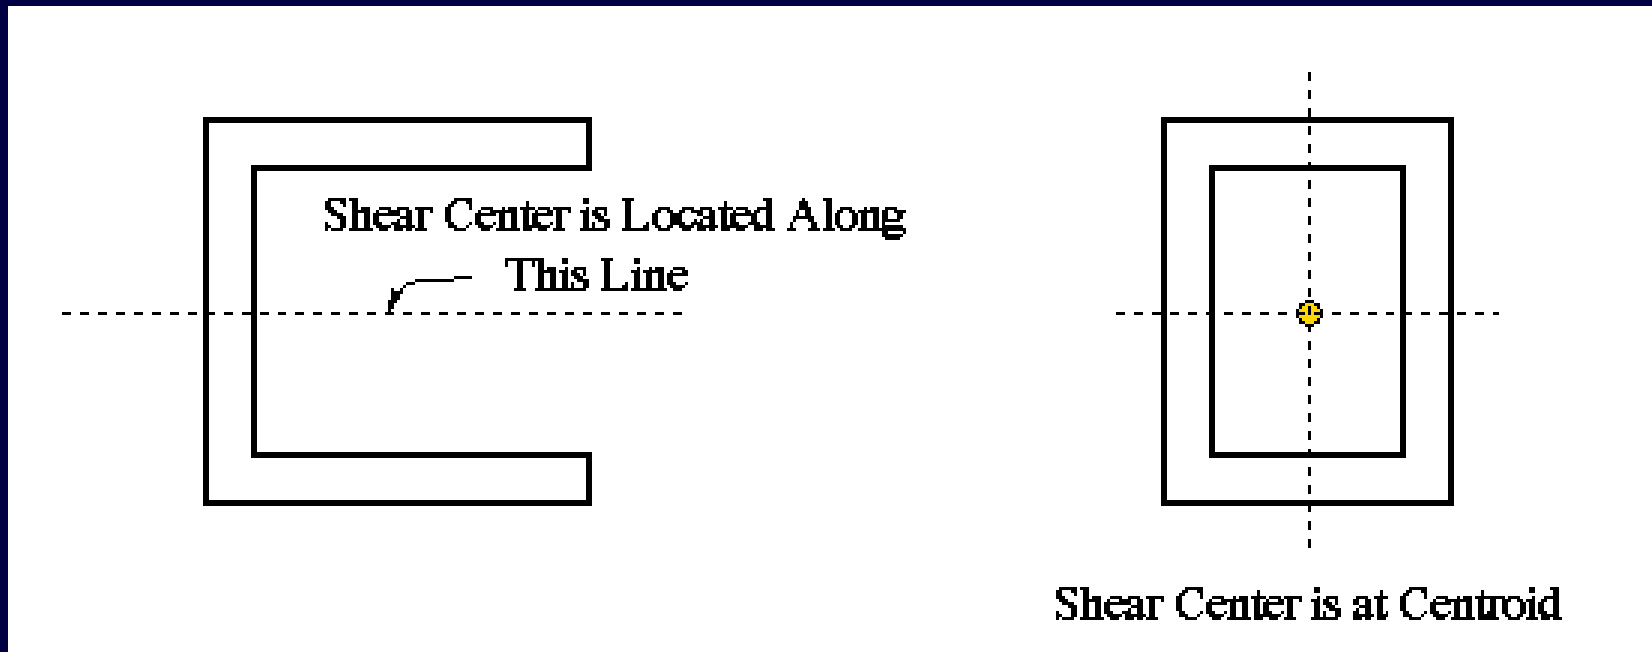 Shear Center is Located Along
This Line
Shear Center is at Centroid